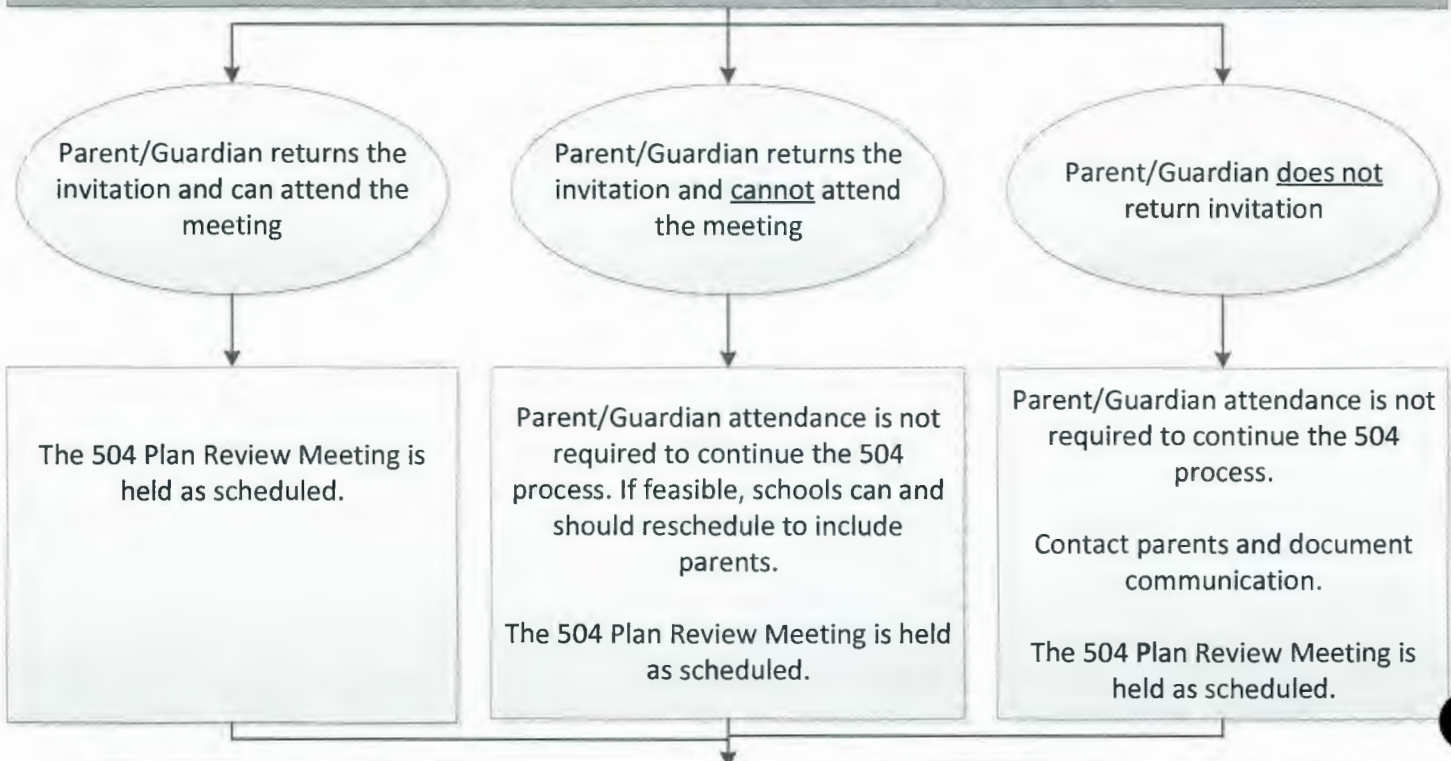 Parent/Guardian returns the
invitation and can attend the
meeting
Parent/Guardian returns the
invitation and cannot attend
the meeting
Parent/Guardian does not
return invitation
The 504 Plan Review Meeting is
held as scheduled.
Parent/Guardian attendance is not
required to continue the 504
process. If feasible, schools can and
should reschedule to include
parents.
The 504 Plan Review Meeting is held
as scheduled.
Parent/Guardian attendance is not
required to continue the 504
process.
Contact parents and document
communication.
The 504 Plan Review Meeting is
held as scheduled.